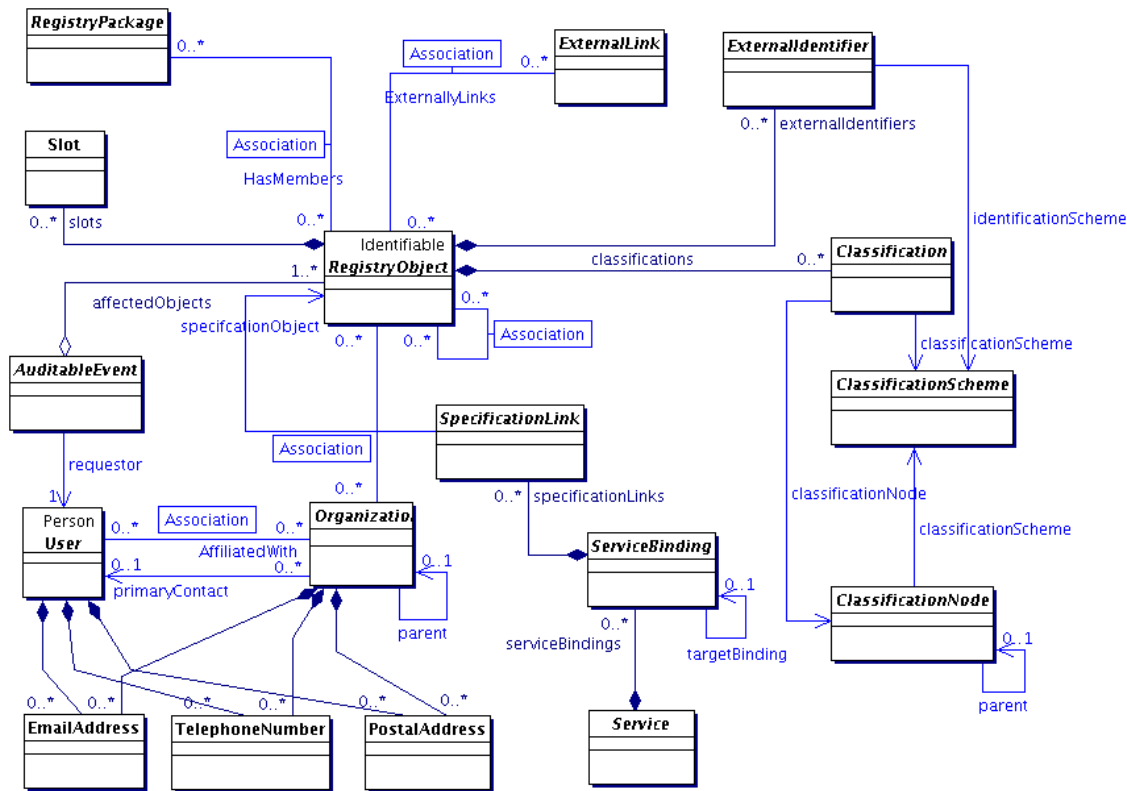 RegistryPackage
0..*
Association
ExternallyLinks
0..*
ExternalLink
ExternalIdentifier
0..* externalIdentifiers
Slot
0..* slots
Association
HasMembers
0..*
0..*
identificationScheme
Identifiable
RegistryObject
classifications
0..*
Classification
1..*
affectedObjects
specifcationObject
0..*
0..*
0..*
Association
classificationScheme
AuditableEvent
ClassificationScheme
SpecificationLink
Association
requestor
0..*
0..* specificationLinks
classificationNode
1
Person
User
0..*
Association
0..*
Organization
classificationScheme
AffiliatedWith
ServiceBinding
0..1
0..*
primaryContact
0..1
0..1
ClassificationNode
parent
0..*
serviceBindings
targetBinding
0..1
parent
0..*
0..*
0..*
0..*
0..*
0..*
EmailAddress
TelephoneNumber
PostalAddress
Service